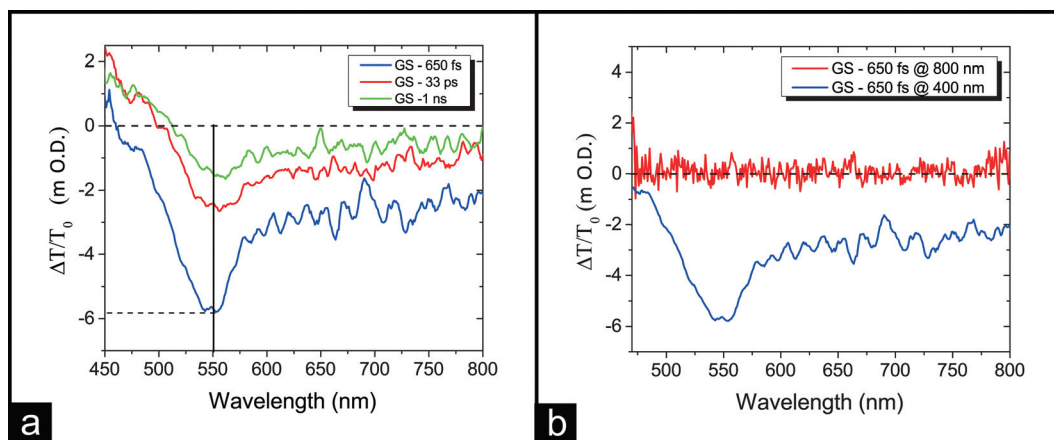 GS - 650 fs
GS - 33 ps
GS -1 ns
2
0
-2
-4
-6
ΔT/T0 (m O.D.)
450 500 550 600 650 700 750 800
Wavelength (nm)
a
GS - 650 fs @ 800 nm
GS - 650 fs @ 400 nm
4
2
0
-2
-4
-6
ΔT/T0 (m O.D.)
500 550 600 650 700 750 800
Wavelength (nm)
b